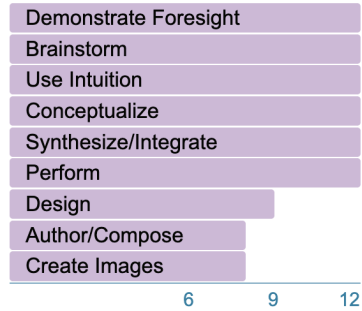 Demonstrate Foresight
Brainstorm
Use Intuition
Conceptualize
Synthesize/Integrate
Perform
Design
Author/Compose
Create Images
6 9 12